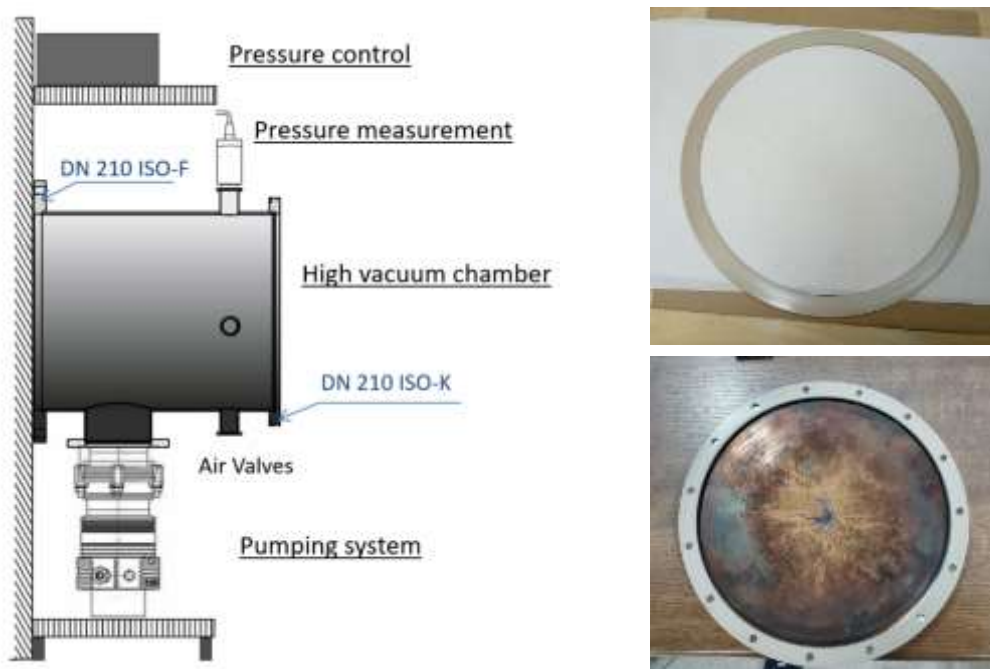 Pressure control
Pressure measurement
DN 210 ISO-F
High vacuum chamber
DN 210 ISO-K
Air Valves
Pumping system